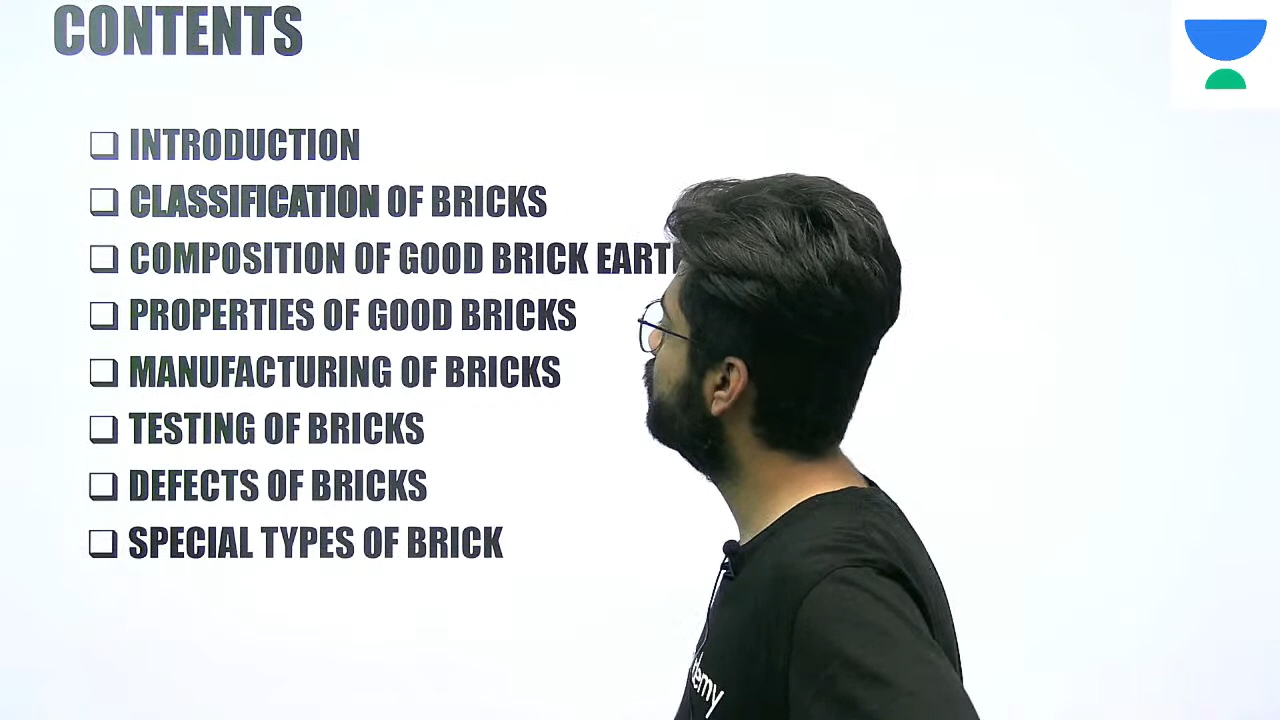 CONTENTS
❑ INTRODUCTION
❑ CLASSIFICATION OF BRICKS
❑ COMPOSITION OF GOOD BRICK
❑ PROPERTIES OF GOOD BRICKS
❑ MANUFACTURING OF BRICKS
❑ TESTING OF BRICKS
❑ DEFECTS OF BRICKS
❑ SPECIAL TYPES OF BRICK